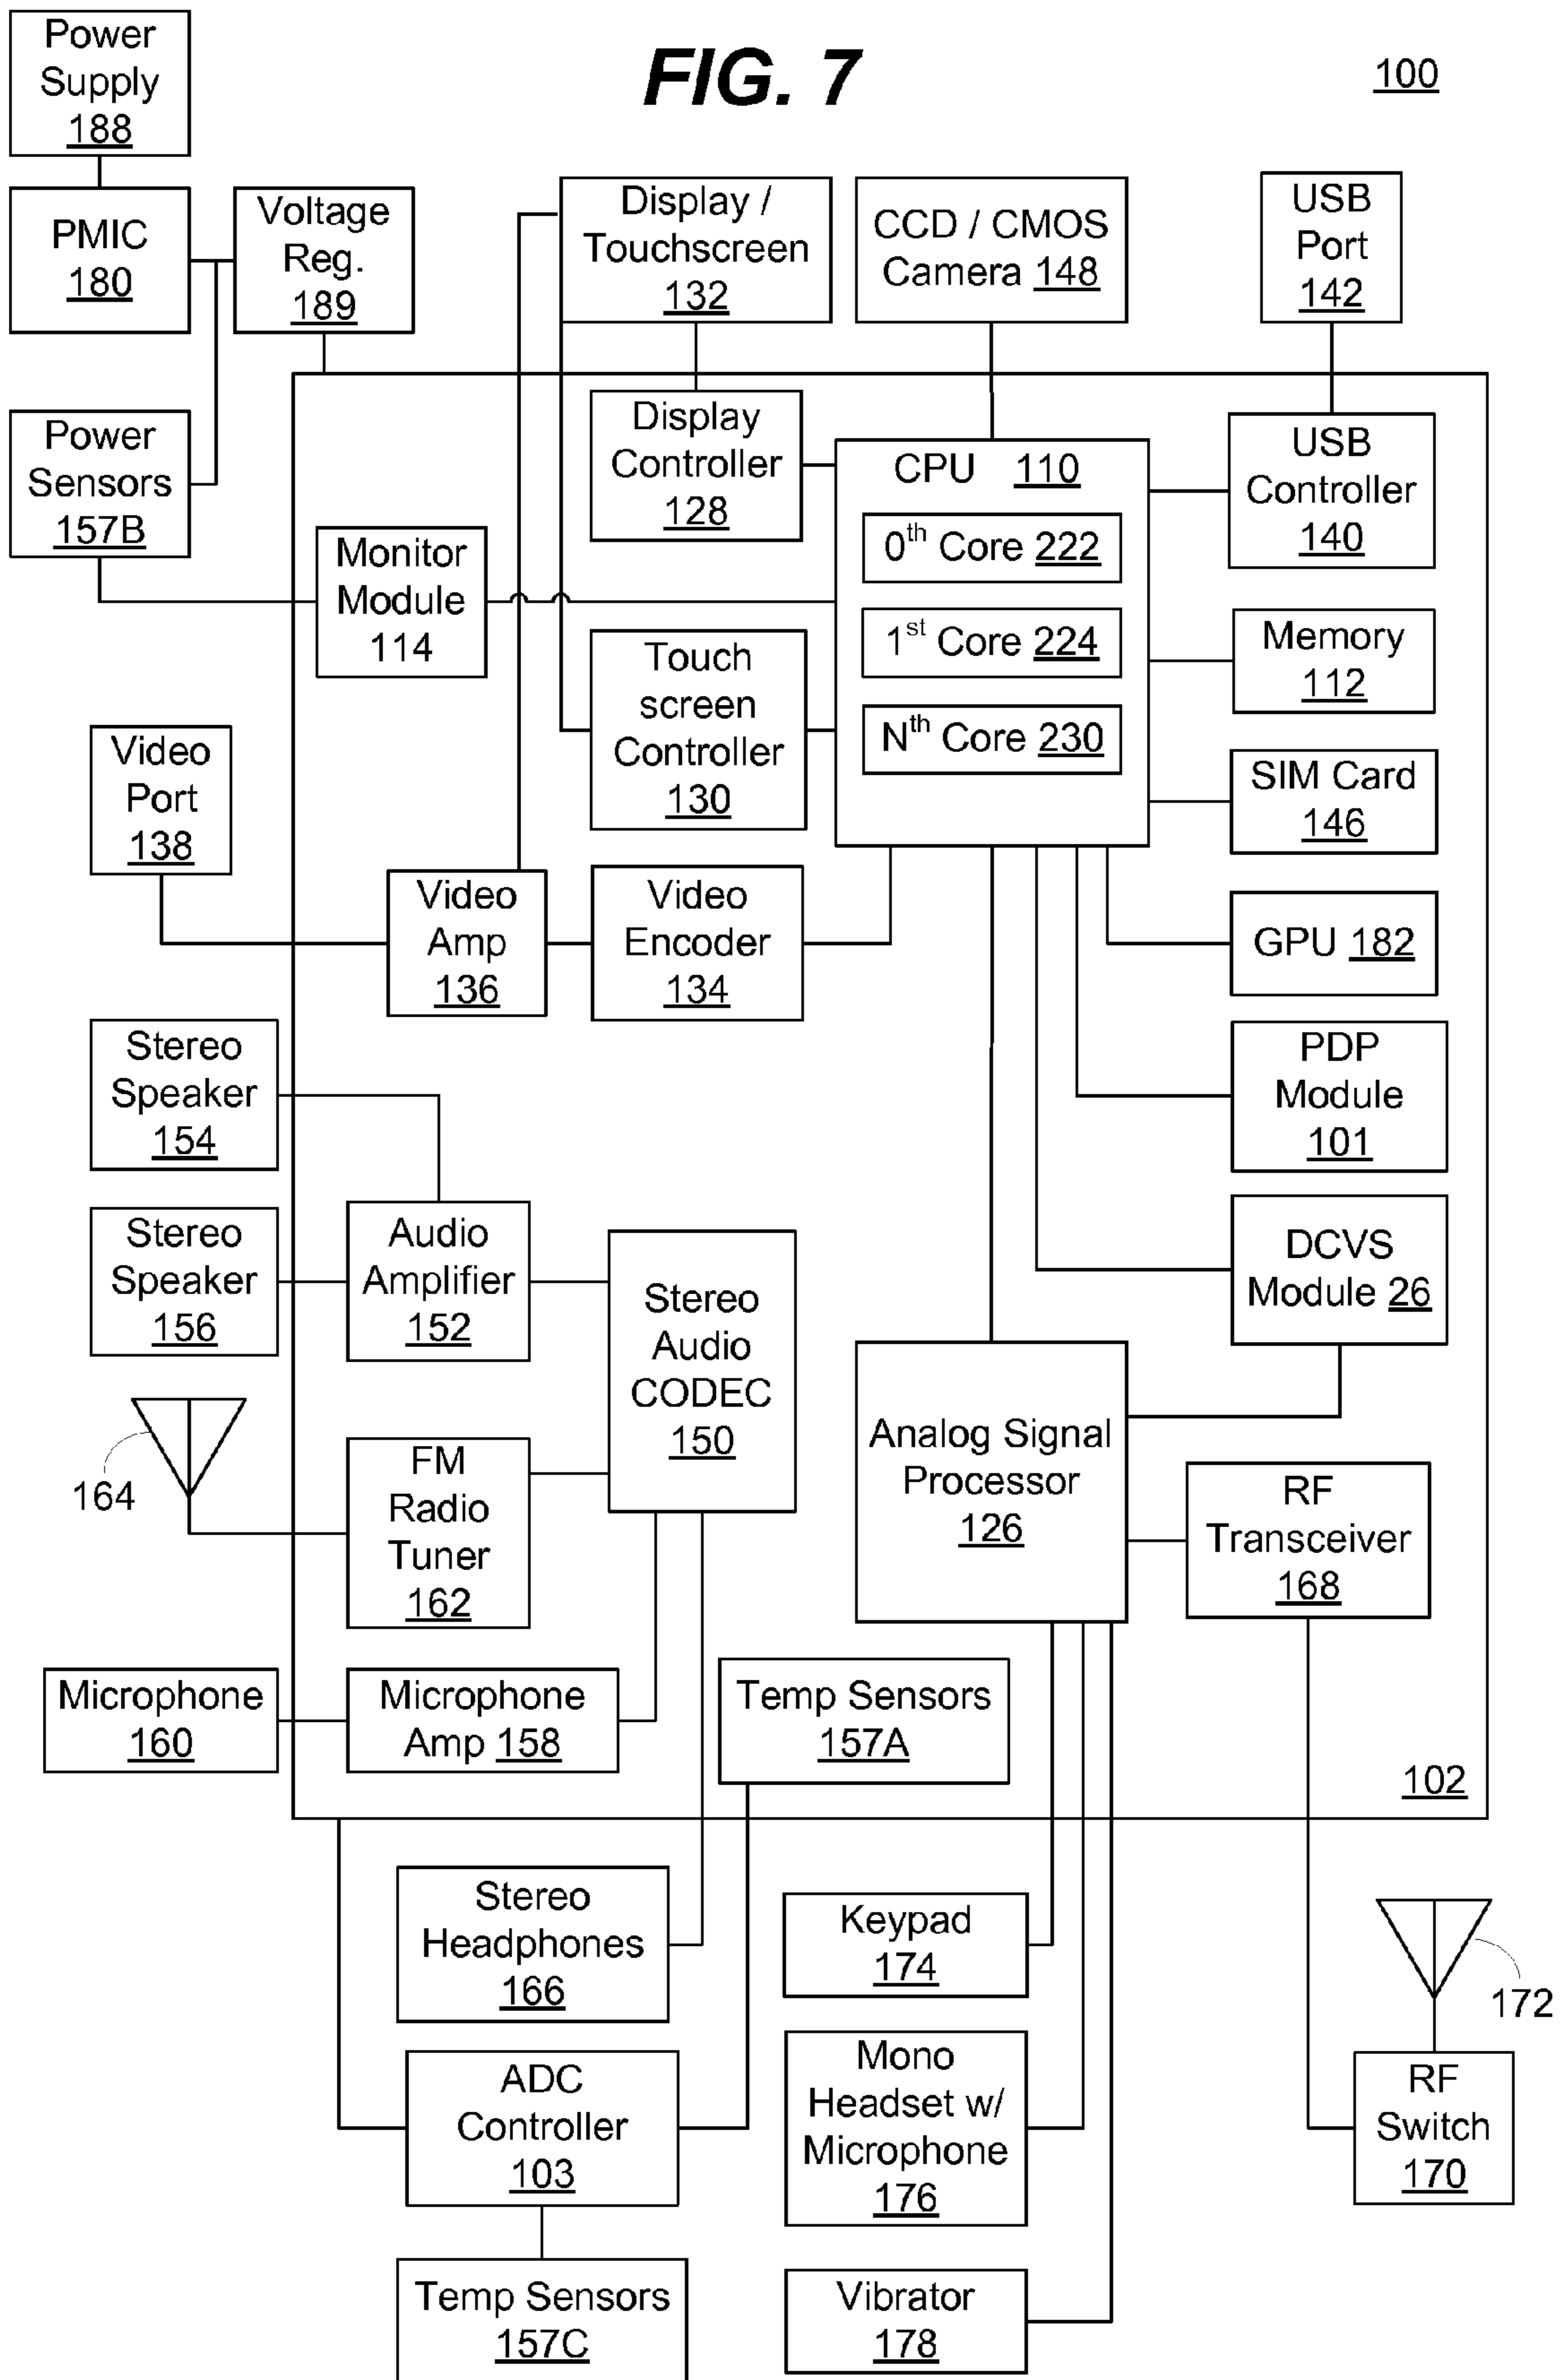 FIG. 7
100
Power
Supply
188
PMIC
180
Voltage
Reg.
189
Display /
Touchscreen
132
CCD / CMOS
Camera 148
USB
Port
142
Power
Sensors
157B
Monitor
Module
114
Display
Controller
128
CPU 110
0th Core 222
1st Core 224
Nth Core 230
USB
Controller
140
Memory
112
Touch
screen
Controller
130
SIM Card
146
Video
Port
138
Video
Amp
136
Video
Encoder
134
GPU 182
PDP
Module
101
Stereo
Speaker
154
Stereo
Speaker
156
Audio
Amplifier
152
Stereo
Audio
CODEC
150
DCVS
Module 26
Analog Signal
Processor
126
164
FM
Radio
Tuner
162
RF
Transceiver
168
Microphone
160
Microphone
Amp 158
Temp Sensors
157A
102
Stereo
Headphones
166
Keypad
174
172
ADC
Controller
103
Mono
Headset w/
Microphone
176
RF
Switch
170
Temp Sensors
157C
Vibrator
178